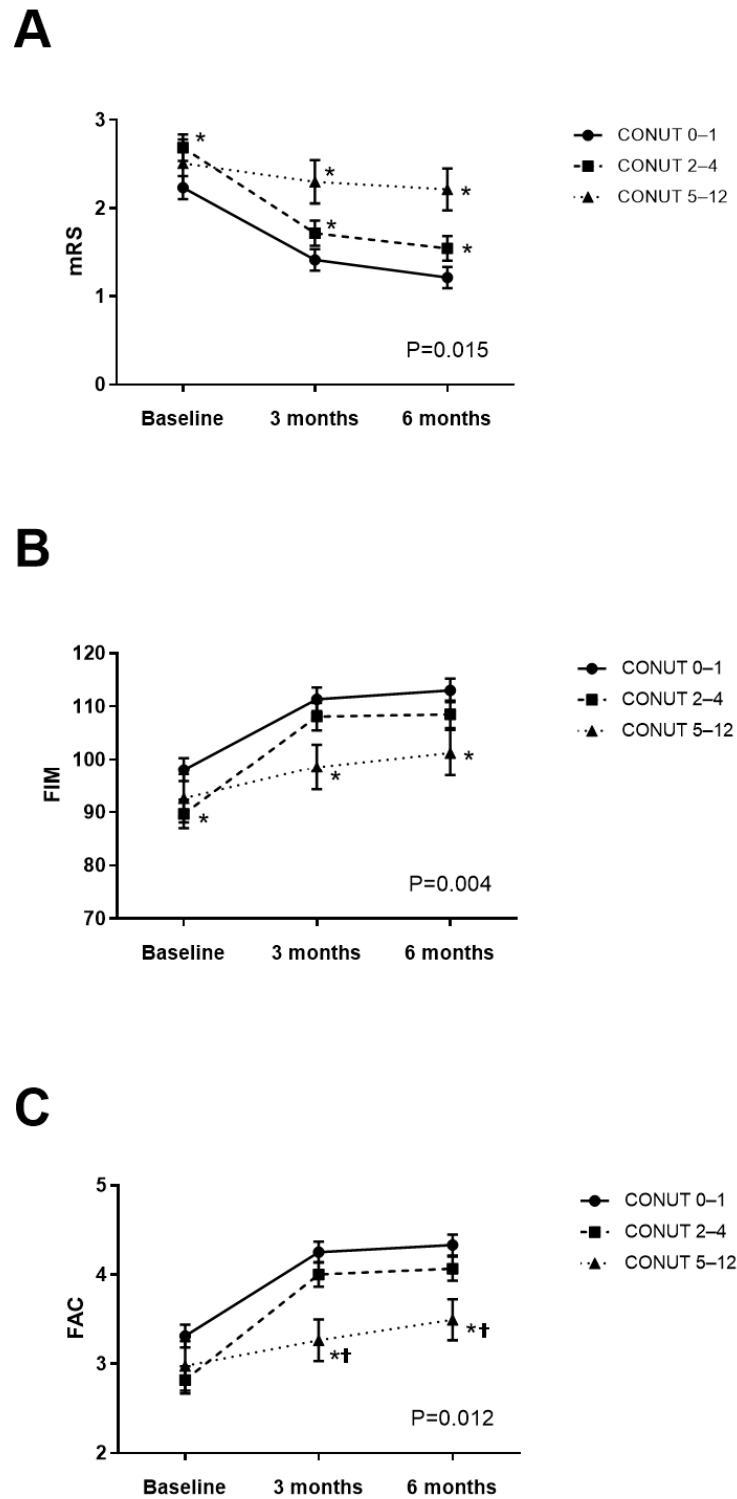 A
3
2
1
0
mRS
*
*
*
*
*
P=0.015
Baseline 3 months 6 months
CONUT 0–1
CONUT 2–4
CONUT 5–12
B
120
110
100
90
80
70
FIM
*
*
*
P=0.004
Baseline 3 months 6 months
CONUT 0–1
CONUT 2–4
CONUT 5–12
C
5
4
3
2
FAC
*†
*†
P=0.012
Baseline 3 months 6 months
CONUT 0–1
CONUT 2–4
CONUT 5–12